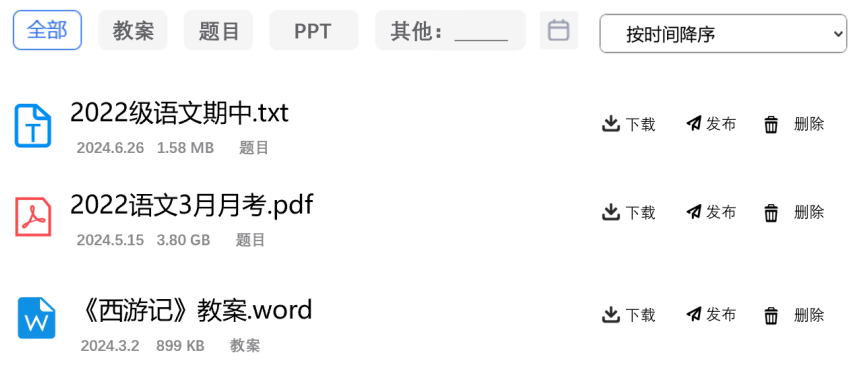 全部 教案 题目 PPT 其他：_____ 按时间降序
2022级语文期中.txt
下载 发布 删除
2024.6.26 1.58 MB 题目
2022语文3月月考.pdf
下载 发布 删除
2024.5.15 3.80 GB 题目
《西游记》教案.word
下载 发布 删除
2024.3.2 899 KB 教案